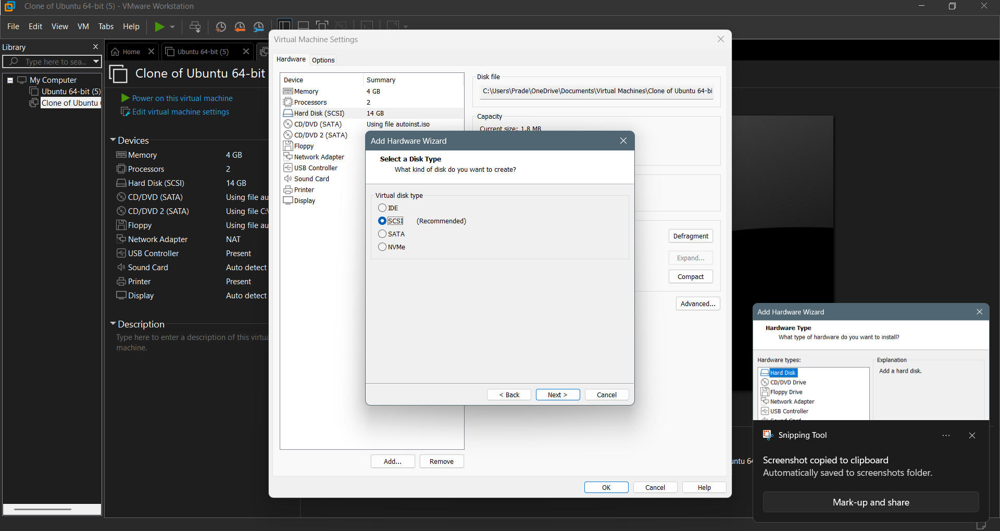 Clone of Ubuntu 64-bit (5) - VMware Workstation
File Edit View VM Tabs Help
Library
Type here to sea...
My Computer
Ubuntu 64-bit (5)
Clone of Ubuntu
Home
Ubuntu 64-bit (5)
Clone of Ubuntu 64-bit
Power on this virtual machine
Edit virtual machine settings
Devices
Memory 4 GB
Processors 2
Hard Disk (SCSI) 14 GB
CD/DVD (SATA) Using file au
CD/DVD 2 (SATA) Using file C:\
Floppy Using file au
Network Adapter NAT
USB Controller Present
Sound Card Auto detect
Printer Present
Display Auto detect
Description
Type here to enter a description of this virtua
machine.
Virtual Machine Settings
Hardware Options
Device Summary
Memory 4 GB
Processors 2
Hard Disk (SCSI) 14 GB
CD/DVD (SATA) Using file autoinst.iso
CD/DVD 2 (SATA)
Floppy
Network Adapter
USB Controller
Sound Card
Printer
Display
Add... Remove
Disk file
C:\Users\Prade\OneDrive\Documents\Virtual Machines\Clone of Ubuntu 64-bi
Capacity
Current size: 1.8 MB
Defragment
Expand...
Compact
Advanced...
OK Cancel Help
Add Hardware Wizard
Select a Disk Type
What kind of disk do you want to create?
Virtual disk type
IDE
SCSI (Recommended)
SATA
NVMe
< Back Next > Cancel
untu 64
Add Hardware Wizard
Hardware Type
What type of hardware do you want to install?
Hardware types:
Hard Disk
CD/DVD Drive
Floppy Drive
Network Adapter
USB Controller
Sound Card
Explanation
Add a hard disk.
Snipping Tool
Screenshot copied to clipboard
Automatically saved to screenshots folder.
Mark-up and share